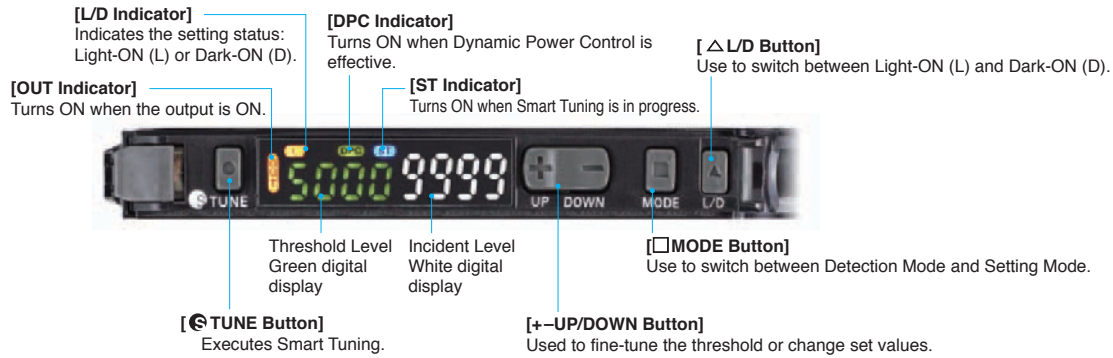 [L/D Indicator]
Indicates the setting status:
Light-ON (L) or Dark-ON (D).
[DPC Indicator]
Turns ON when Dynamic Power Control is
effective.
[△L/D Button]
Use to switch between Light-ON (L) and Dark-ON (D).
[OUT Indicator]
Turns ON when the output is ON.
[ST Indicator]
Turns ON when Smart Tuning is in progress.
L DPC ST
OUT
5000 9999
S TUNE
UP DOWN
MODE
L/D
Threshold Level
Green digital
display
Incident Level
White digital
display
[□MODE Button]
Use to switch between Detection Mode and Setting Mode.
[S TUNE Button]
Executes Smart Tuning.
[+−UP/DOWN Button]
Used to fine-tune the threshold or change set values.